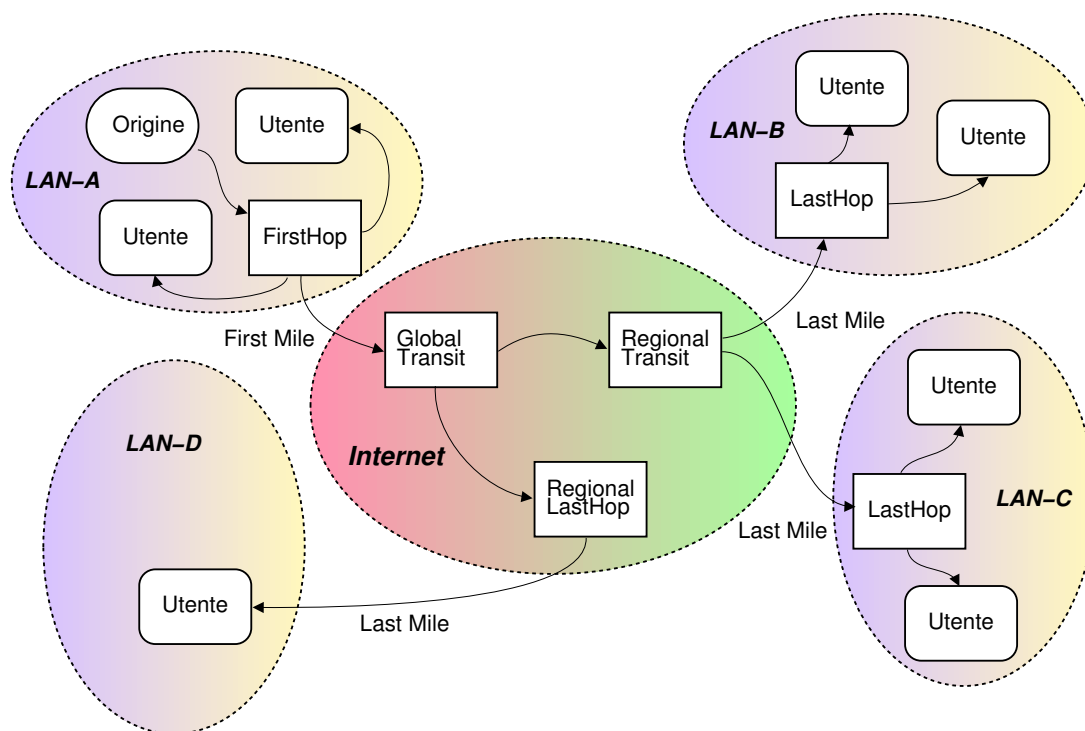 Origine
Utente
LAN–A
Utente
FirstHop
First Mile
Utente
LAN–B
Utente
LastHop
Last Mile
Global
Transit
Regional
Transit
Internet
Regional
LastHop
Last Mile
Utente
LastHop
LAN–C
Utente
LAN–D
Utente
Last Mile